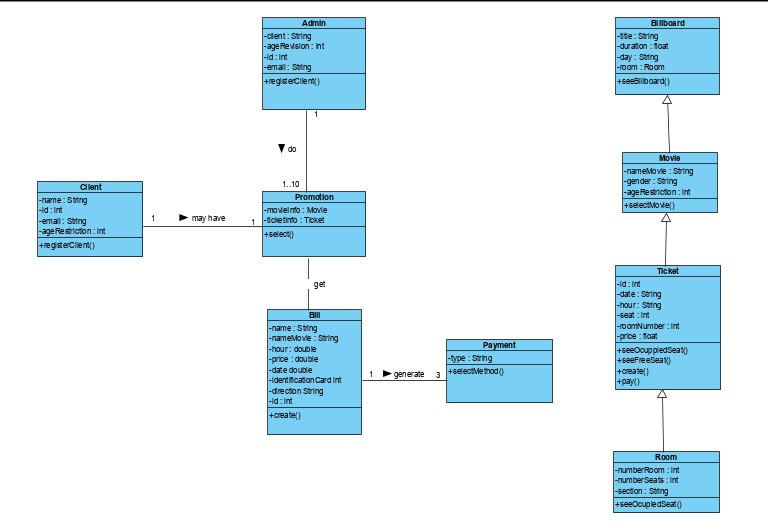 Admin
-client : String
-ageRevision : int
-id : int
-email : String
+registerClient()
1
do
1..10
Client
-name : String
-id : int
-email : String
-ageRestriction : int
+registerClient()
1
may have
1
Promotion
-movieInfo : Movie
-ticketInfo : Ticket
+select()
get
Bill
-name : String
-nameMovie : String
-hour : double
-price : double
-date double
-identificationCard int
-direction String
-id : int
+create()
1
generate
3
Payment
-type : String
+selectMethod()
Billboard
-title : String
-duration : float
-day : String
-room : Room
+seeBillboard()
Movie
-nameMovie : String
-gender : String
-ageRestriction : int
+selectMovie()
Ticket
-id : int
-date : String
-hour : String
-seat : int
-roomNumber : int
-price : float
+seeOcuppiedSeat()
+seeFreeSeat()
+create()
+pay()
Room
-numberRoom : int
-numberSeats : int
-section : String
+seeOcupiedSeat()